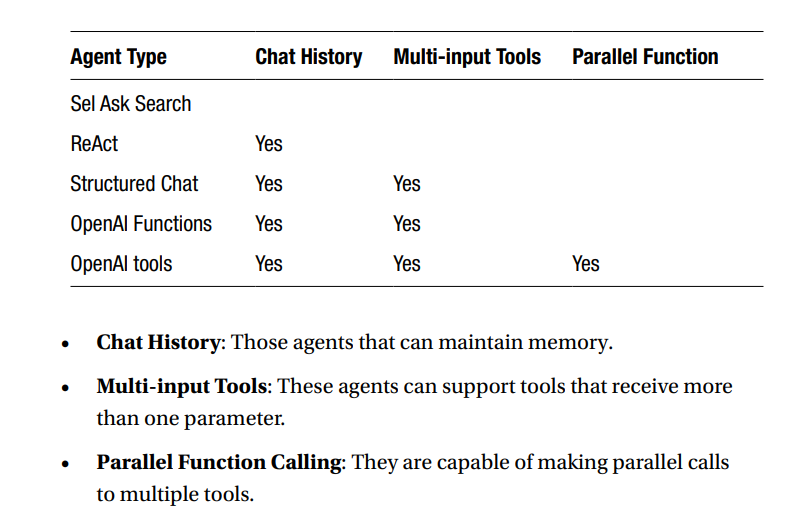 Agent Type Chat History Multi-input Tools Parallel Function
Sel Ask Search
ReAct Yes
Structured Chat Yes Yes
OpenAI Functions Yes Yes
OpenAI tools Yes Yes Yes
• Chat History: Those agents that can maintain memory.
• Multi-input Tools: These agents can support tools that receive more
than one parameter.
• Parallel Function Calling: They are capable of making parallel calls
to multiple tools.